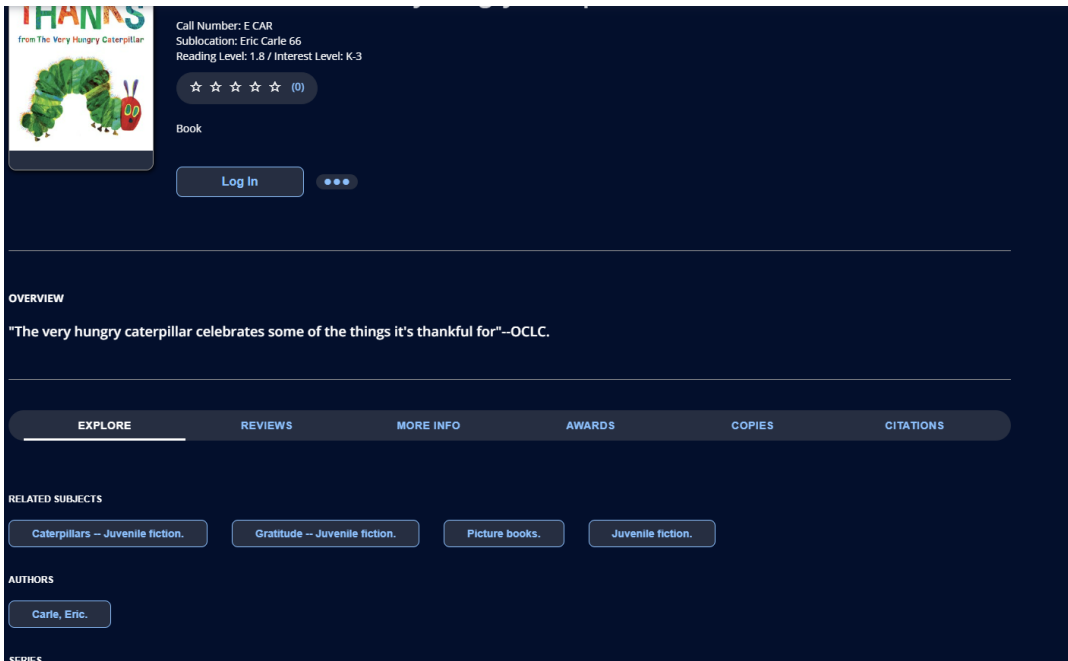 THANKS
from The Very Hungry Caterpillar
Call Number: E CAR
Sublocation: Eric Carle 66
Reading Level: 1.8 / Interest Level: K-3
(0)
Book
Log In
OVERVIEW
"The very hungry caterpillar celebrates some of the things it's thankful for"--OCLC.
EXPLORE REVIEWS MORE INFO AWARDS COPIES CITATIONS
RELATED SUBJECTS
Caterpillars -- Juvenile fiction. Gratitude -- Juvenile fiction. Picture books. Juvenile fiction.
AUTHORS
Carle, Eric.
SERIES